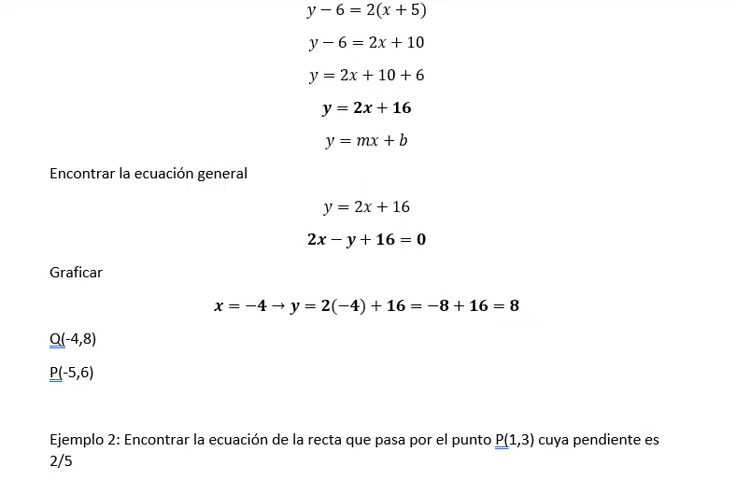 y − 6 = 2(x + 5)
y − 6 = 2x + 10
y = 2x + 10 + 6
y = 2x + 16
y = mx + b
Encontrar la ecuación general
y = 2x + 16
2x − y + 16 = 0
Graficar
x = −4 → y = 2(−4) + 16 = −8 + 16 = 8
Q(-4,8)
P(-5,6)
Ejemplo 2: Encontrar la ecuación de la recta que pasa por el punto P(1,3) cuya pendiente es
2/5